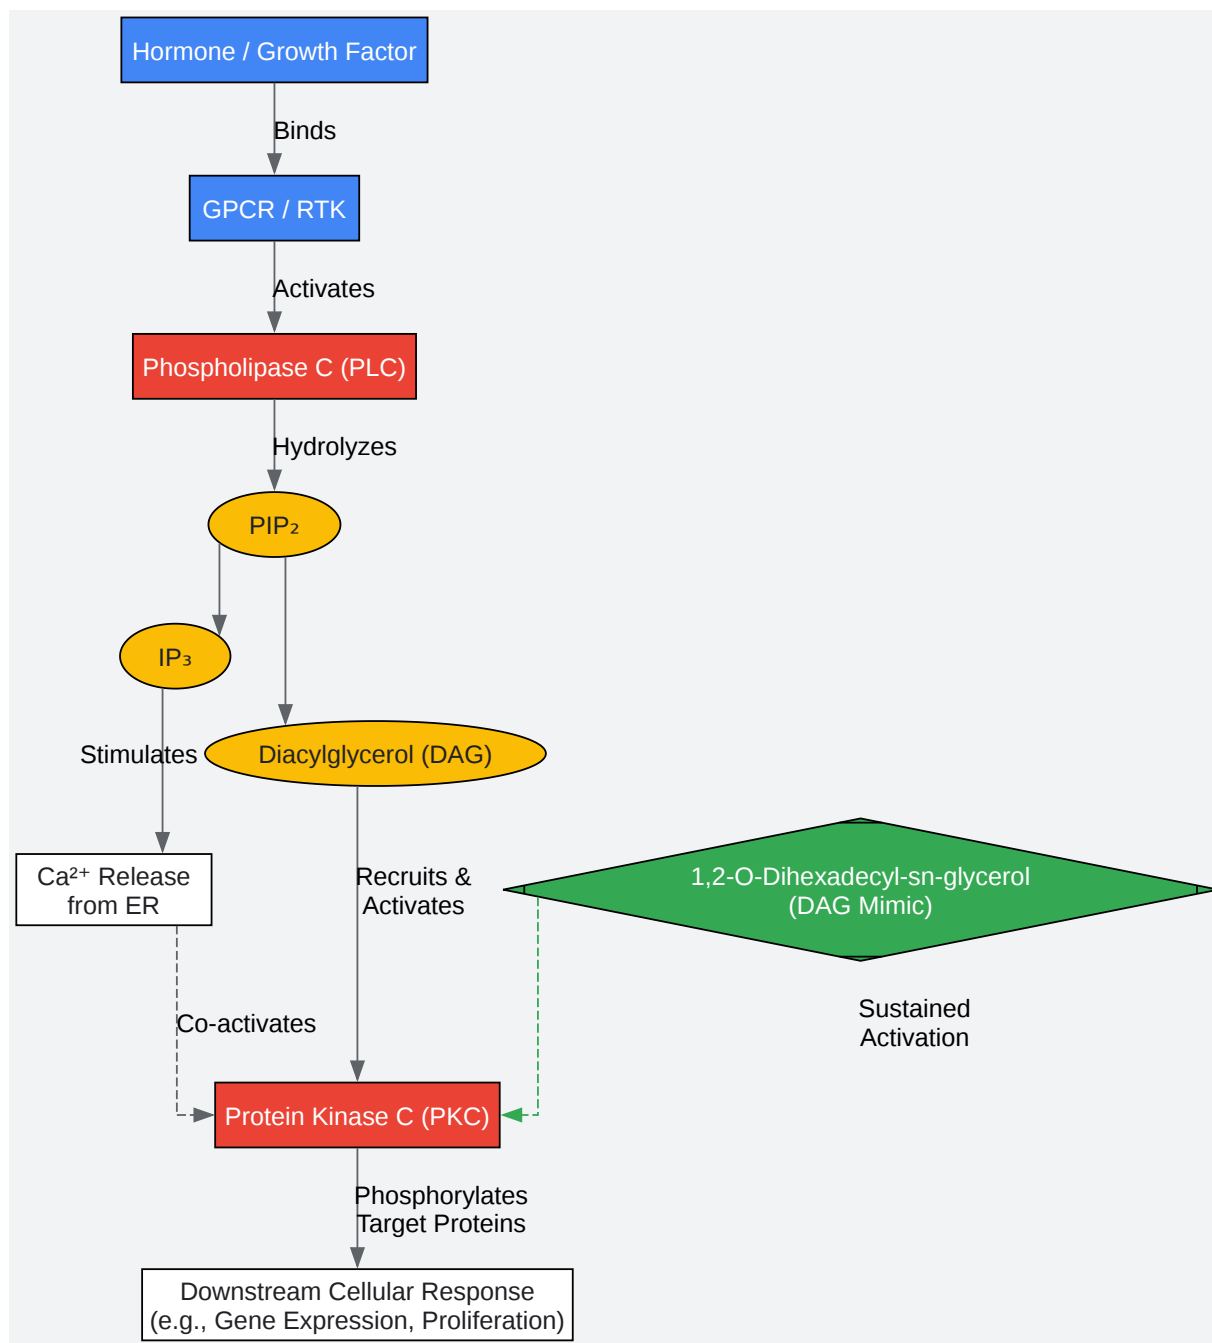 Hormone / Growth Factor
Binds
GPCR / RTK
Activates
Phospholipase C (PLC)
Hydrolyzes
PIP₂
IP₃
Stimulates
Diacylglycerol (DAG)
Ca²⁺ Release
from ER
Recruits &
Activates
1,2-O-Dihexadecyl-sn-glycerol
(DAG Mimic)
Co-activates
Sustained
Activation
Protein Kinase C (PKC)
Phosphorylates
Target Proteins
Downstream Cellular Response
(e.g., Gene Expression, Proliferation)